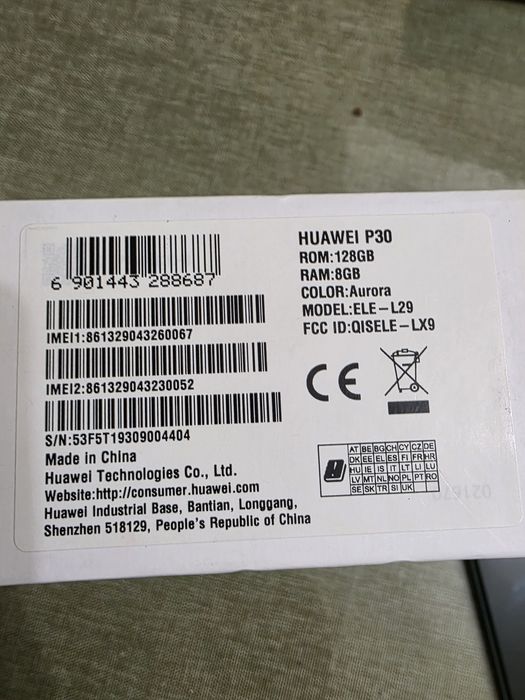 HUAWEI P30
ROM:128GB
RAM:8GB
COLOR:Aurora
MODEL:ELE-L29
FCC ID:QISELE-LX9
6 901443 288687
IMEI1:861329043260067
IMEI2:861329043230052
S/N:53F5T19309004404
Made in China
Huawei Technologies Co., Ltd.
Website:http://consumer.huawei.com
Huawei Industrial Base, Bantian, Longgang,
Shenzhen 518129, People's Republic of China
CE
AT BE BG CH CY CZ DE
DK EE EL ES FI FR HR
HU IE IS IT LT LI LU
LV MT NL NO PL PT RO
SE SK TR SI UK